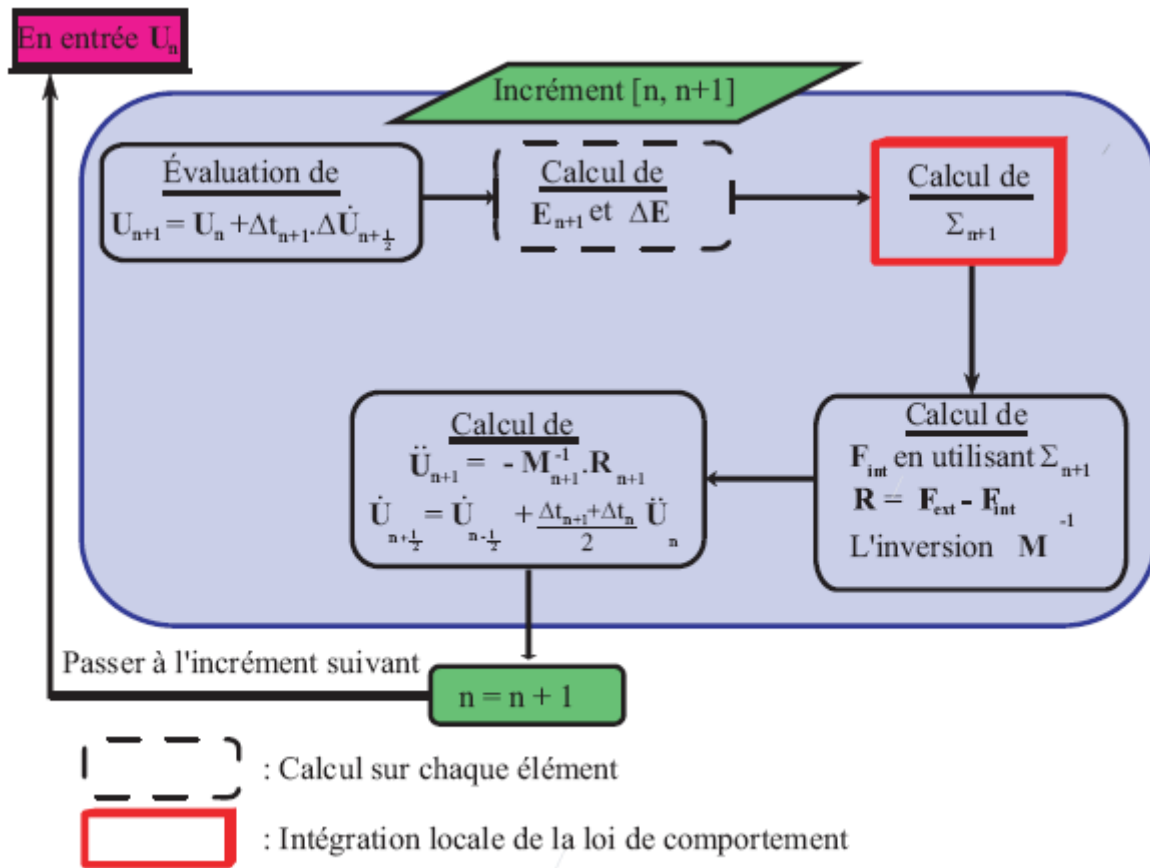 En entrée Uₙ
Incrément [n, n+1]
Évaluation de
Uₙ₊₁ = Uₙ + Δtₙ₊₁.ΔU̇ₙ₊½
Calcul de
Eₙ₊₁ et ΔE
Calcul de
Σₙ₊₁
Calcul de
F_int en utilisant Σₙ₊₁
R = F_ext - F_int
L'inversion M⁻¹
Calcul de
Üₙ₊₁ = - M⁻¹ₙ₊₁.Rₙ₊₁
U̇ₙ₊½ = U̇ₙ₋½ + (Δtₙ₊₁+Δtₙ)/2 Üₙ
Passer à l'incrément suivant
n = n + 1
: Calcul sur chaque élément
: Intégration locale de la loi de comportement